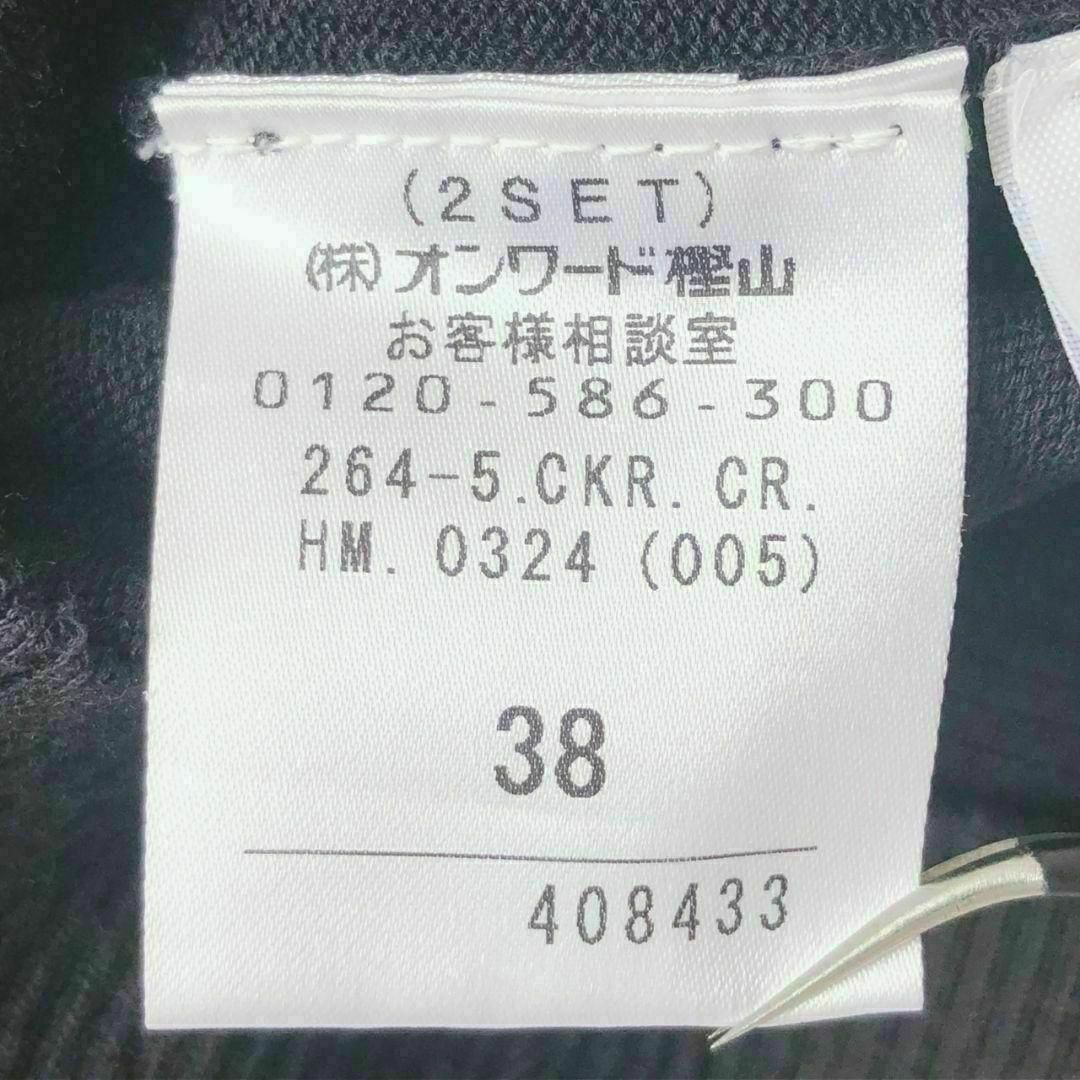 (2SET)
(株)オンワード樫山
お客様相談室
0120-586-300
264-5.CKR.CR.
HM.0324(005)
38
408433